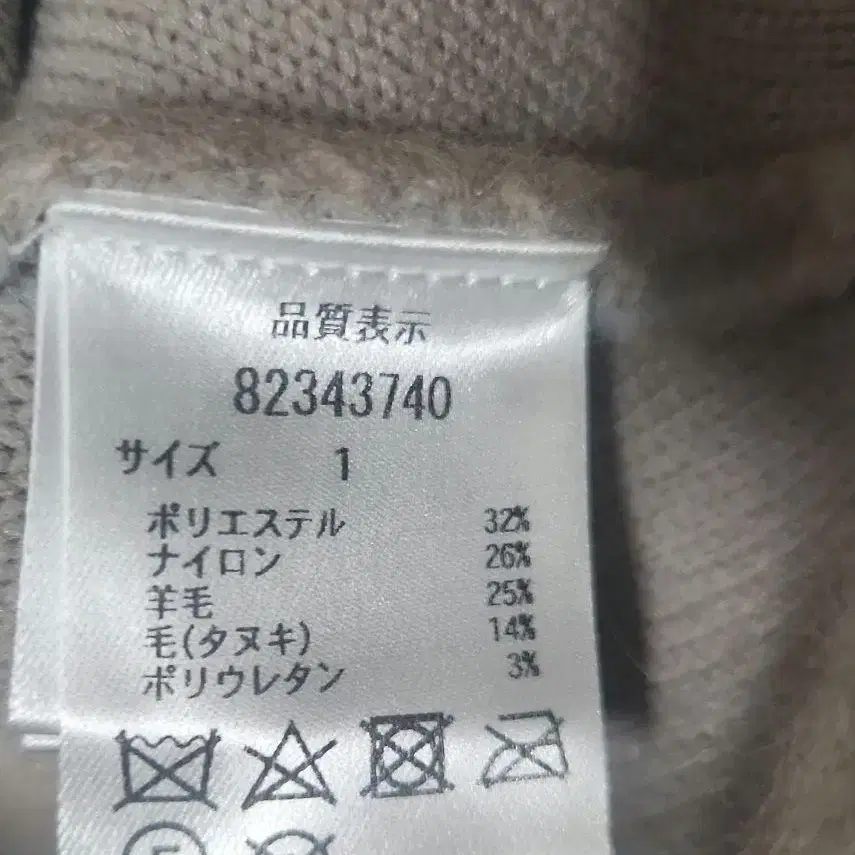 品質表示
82343740
サイズ 1
ポリエステル 32%
ナイロン 26%
羊毛 25%
毛(タヌキ) 14%
ポリウレタン 3%